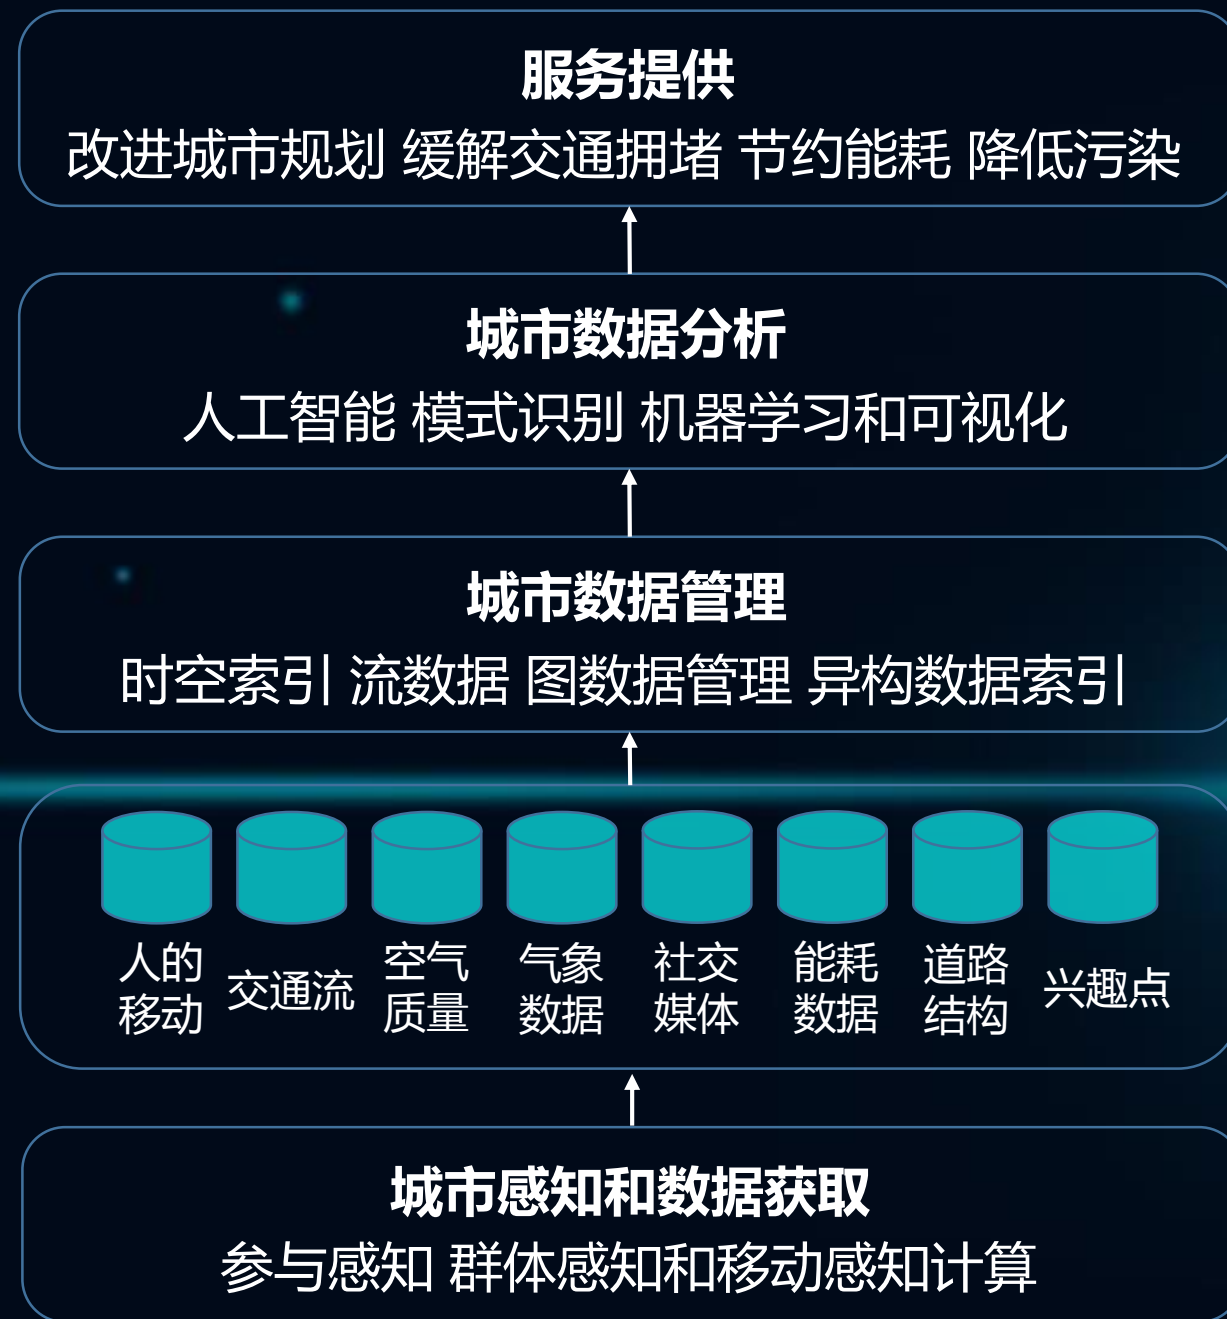 服务提供
改进城市规划 缓解交通拥堵 节约能耗 降低污染
城市数据分析
人工智能 模式识别 机器学习和可视化
城市数据管理
时空索引 流数据 图数据管理 异构数据索引
人的
移动
交通流
空气
质量
气象
数据
社交
媒体
能耗
数据
道路
结构
兴趣点
城市感知和数据获取
参与感知 群体感知和移动感知计算